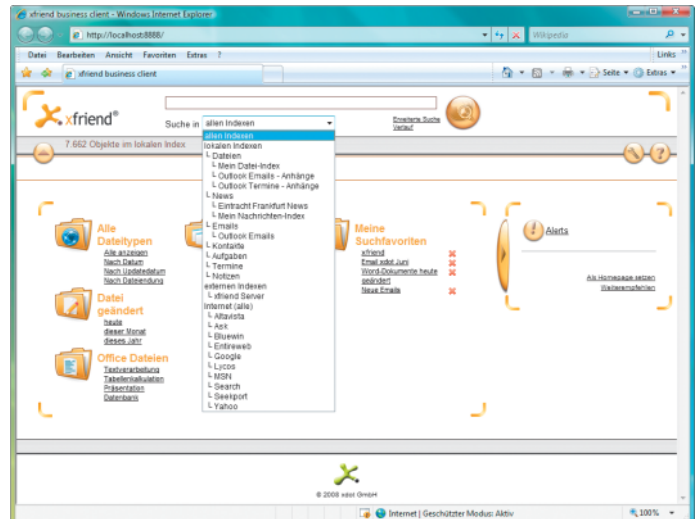 xfriend business client - Windows Internet Explorer
http://localhost:8888/
Wikipedia
Datei Bearbeiten Ansicht Favoriten Extras ?
Links
xfriend business client
Seite Extras
xfriend®
Suche in allen Indexen
Erweiterte Suche
Verlauf
7.662 Objekte im lokalen Index
allen Indexen
lokalen Indexen
Dateien
Mein Datei-Index
Outlook Emails - Anhänge
Outlook Termine - Anhänge
News
Eintracht Frankfurt News
Mein Nachrichten-Index
Emails
Outlook Emails
Kontakte
Aufgaben
Termine
Notizen
externen Indexen
xfriend Server
Internet (alle)
Altavista
Ask
Bluewin
Entireweb
Google
Lycos
MSN
Search
Seekport
Yahoo
Alle
Dateitypen
Alle anzeigen
Nach Datum
Nach Updatedatum
Nach Dateiendung
Datei
geändert
heute
dieser Monat
dieses Jahr
Office Dateien
Textverarbeitung
Tabellenkalkulation
Präsentation
Datenbank
Meine
Suchfavoriten
xfriend
Email xdot Juni
Word-Dokumente heute
geändert
Neue Emails
Alerts
Als Homepage setzen
Weiterempfehlen
© 2008 xdot GmbH
Internet | Geschützter Modus: Aktiv
100%